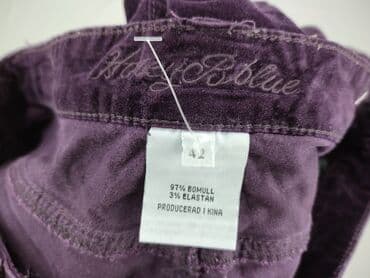 42
97% BOMULL
3% ELASTAN
PRODUCERAD I KINA